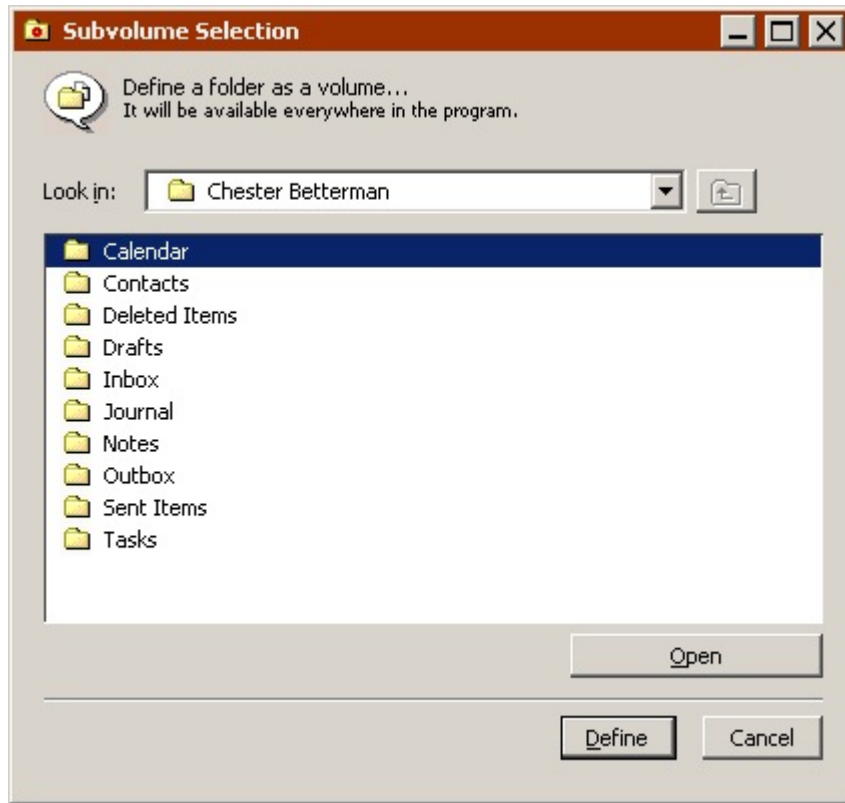 Subvolume Selection
Define a folder as a volume...
It will be available everywhere in the program.
Look in: Chester Betterman
Calendar
Contacts
Deleted Items
Drafts
Inbox
Journal
Notes
Outbox
Sent Items
Tasks
Open
Define Cancel